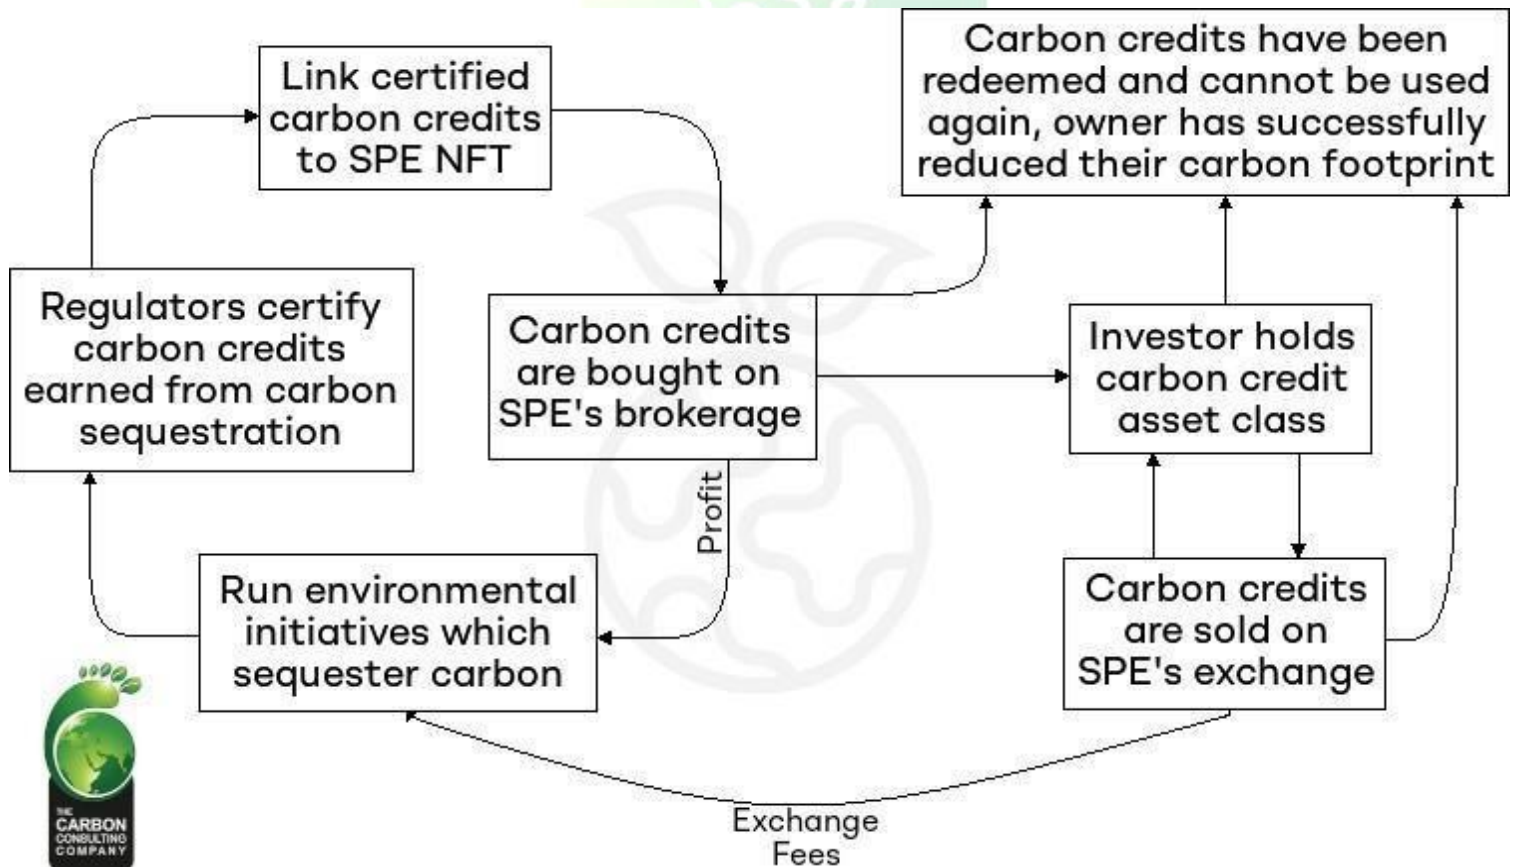 Link certified
carbon credits
to SPE NFT
Carbon credits have been
redeemed and cannot be used
again, owner has successfully
reduced their carbon footprint
Regulators certify
carbon credits
earned from carbon
sequestration
Carbon credits
are bought on
SPE's brokerage
Investor holds
carbon credit
asset class
Profit
Run environmental
initiatives which
sequester carbon
Carbon credits
are sold on
SPE's exchange
Exchange
Fees
THE
CARBON
CONSULTING
COMPANY